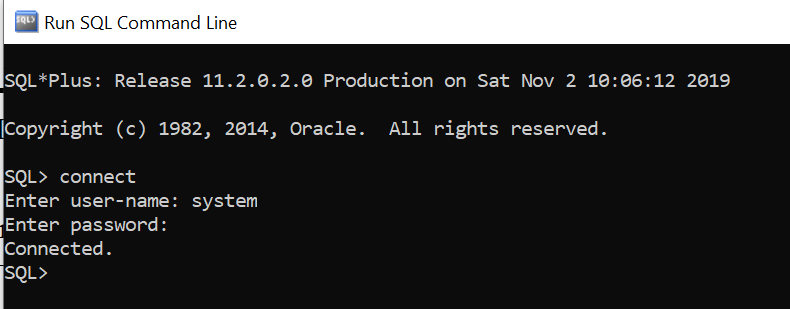 Run SQL Command Line
SQL*Plus: Release 11.2.0.2.0 Production on Sat Nov 2 10:06:12 2019
Copyright (c) 1982, 2014, Oracle.  All rights reserved.
SQL> connect
Enter user-name: system
Enter password:
Connected.
SQL>